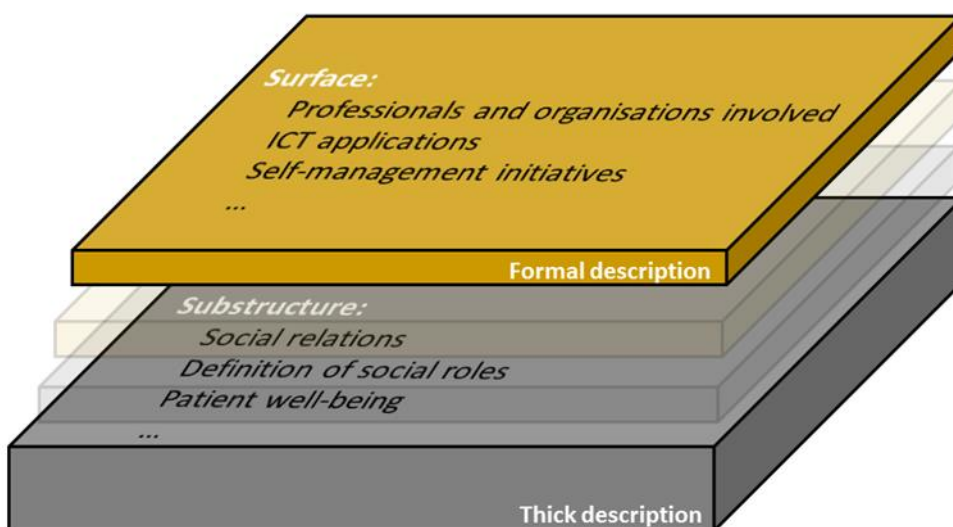 Surface:
Professionals and organisations involved
ICT applications
Self-management initiatives
...
Formal description
Substructure:
Social relations
Definition of social roles
Patient well-being
...
Thick description